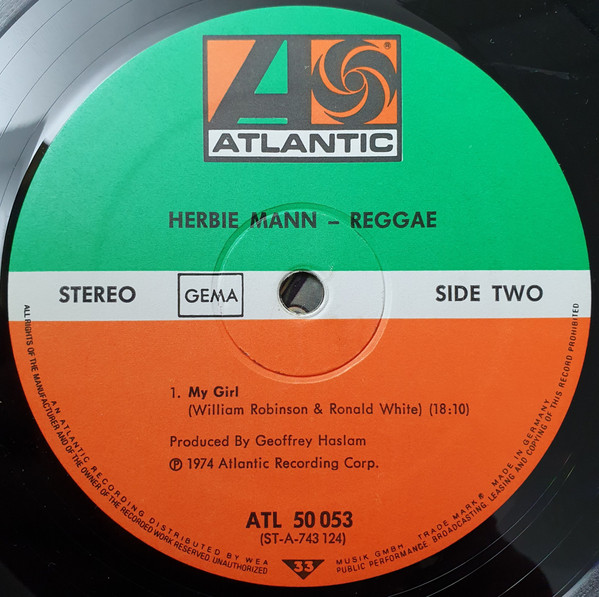 ATLANTIC
®
HERBIE MANN – REGGAE
STEREO
GEMA
SIDE TWO
1. My Girl
(William Robinson & Ronald White) (18:10)
Produced By Geoffrey Haslam
℗ 1974 Atlantic Recording Corp.
ATL 50 053
(ST-A-743 124)
33
ALL RIGHTS OF THE MANUFACTURER AND OF THE OWNER OF THE RECORDED WORK RESERVED. UNAUTHORIZED
PUBLIC PERFORMANCE, BROADCASTING, LEASING AND COPYING OF THIS RECORD PROHIBITED
AN ATLANTIC RECORDING DISTRIBUTED BY WEA
MUSIK GMBH TRADE MARK ® MADE IN GERMANY